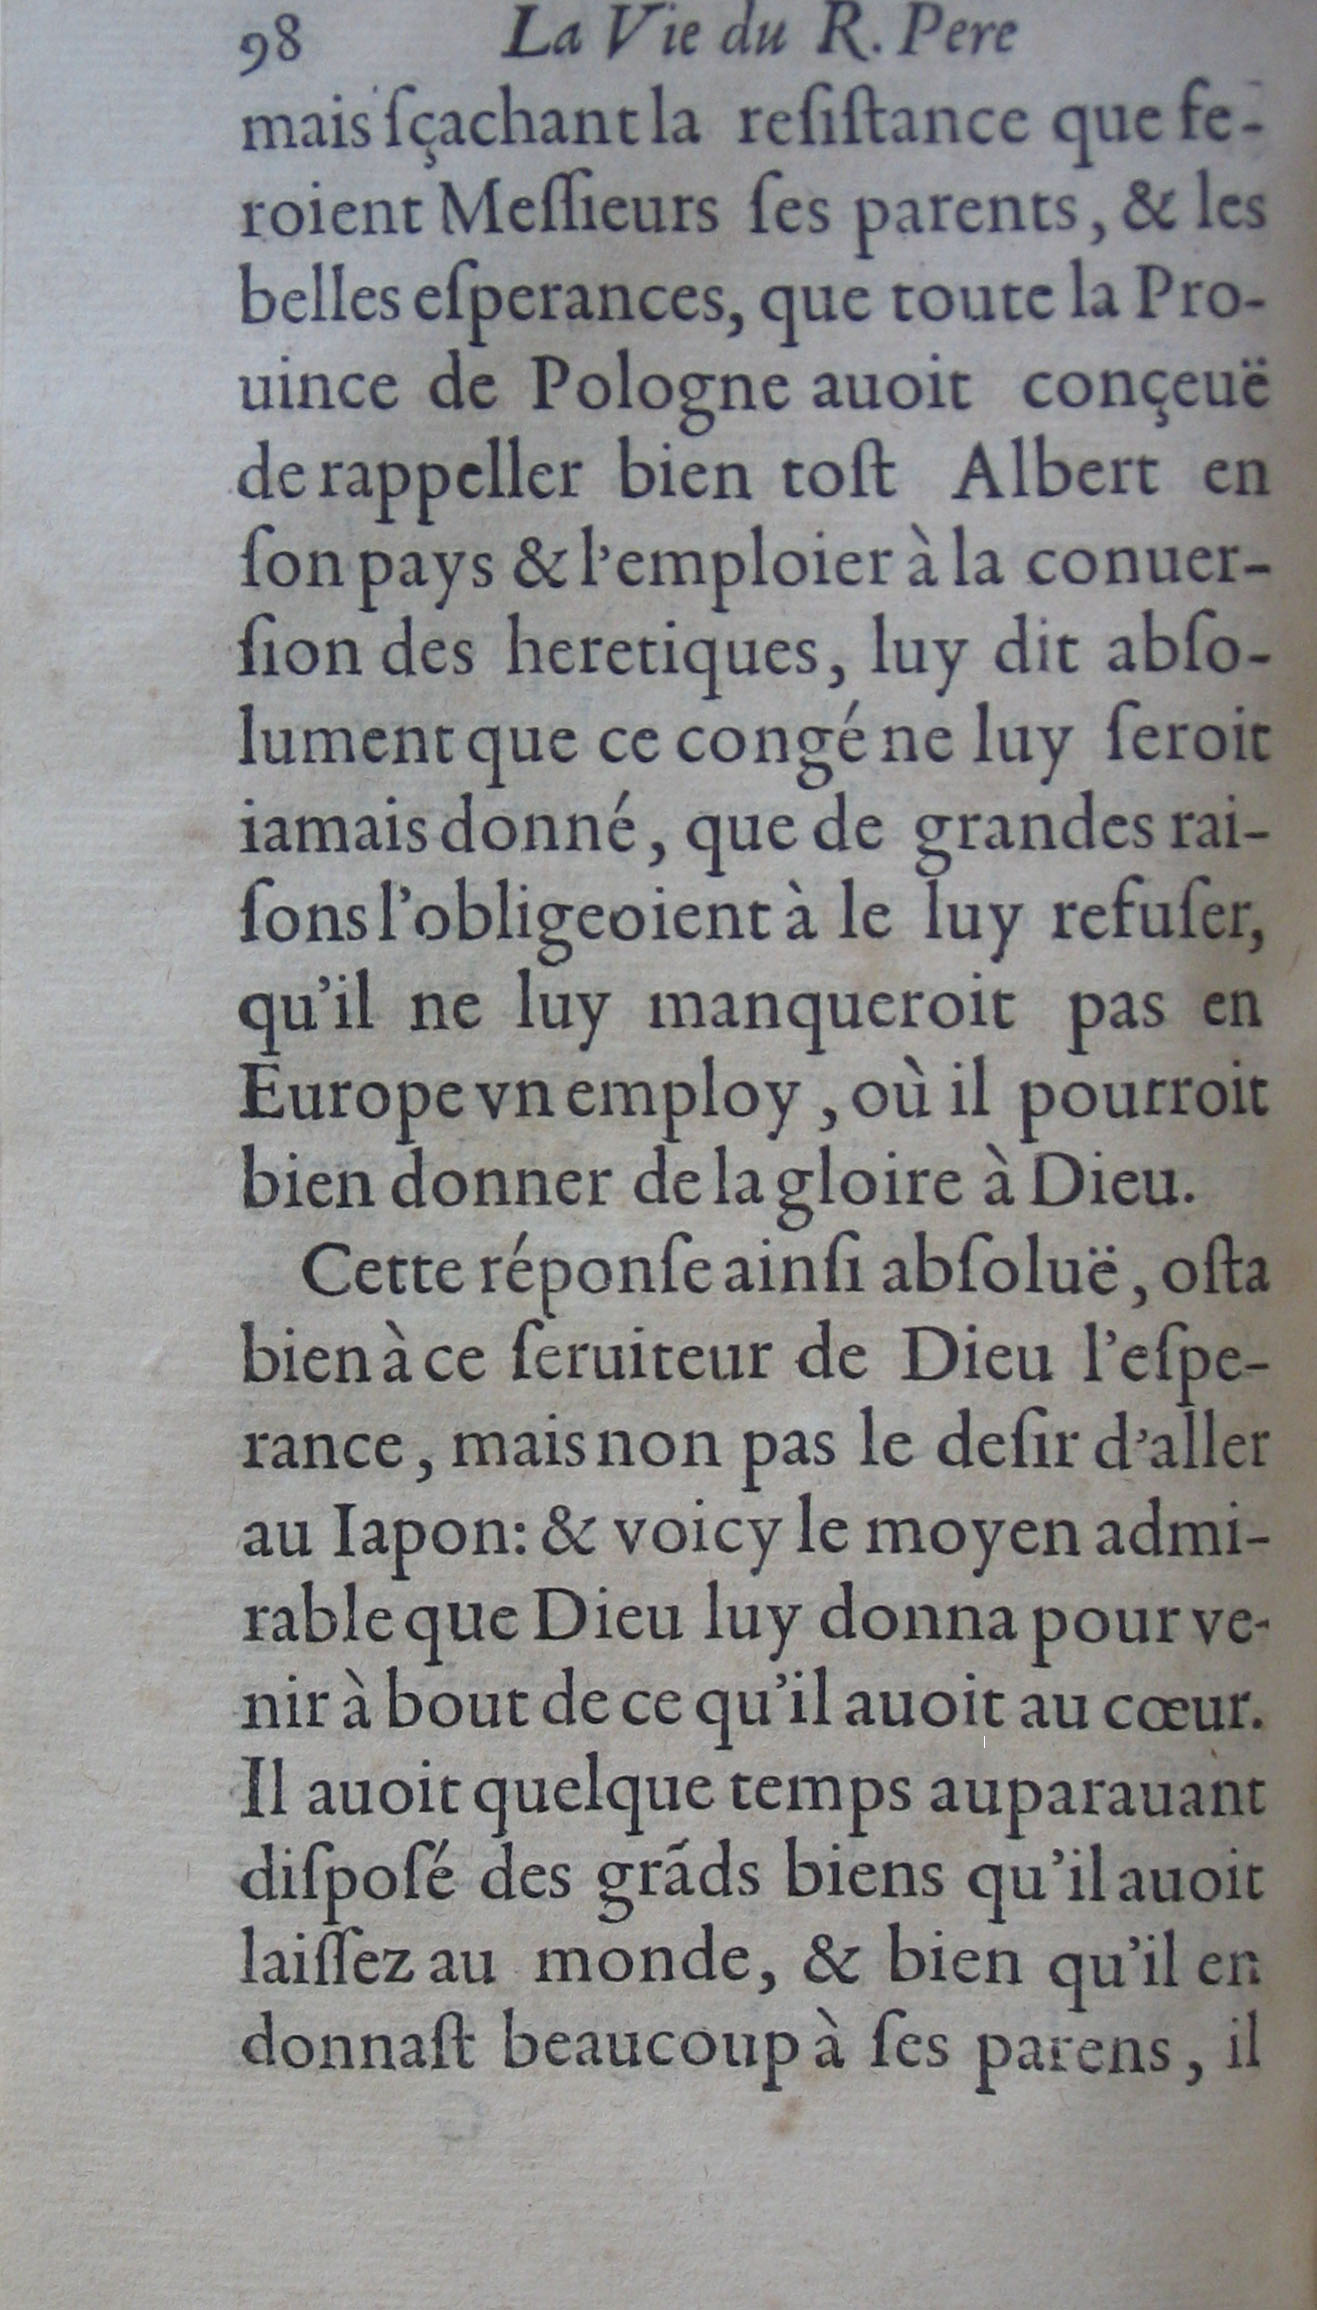 98 La Vie du R. Pere
mais ſçachant la reſiſtance que fe-
roient Meſſieurs ſes parents, & les
belles eſperances, que toute la Pro-
uince de Pologne auoit conçeuë
de rappeller bien toſt Albert en
ſon pays & l'emploier à la conuer-
ſion des heretiques, luy dit abſo-
lument que ce congé ne luy ſeroit
iamais donné, que de grandes rai-
ſons l'obligeoient à le luy refuſer,
qu'il ne luy manqueroit pas en
Europe vn employ, où il pourroit
bien donner de la gloire à Dieu.
Cette réponſe ainſi abſoluë, oſta
bien à ce ſeruiteur de Dieu l'eſpe-
rance, mais non pas le deſir d'aller
au Iapon: & voicy le moyen admi-
rable que Dieu luy donna pour ve-
nir à bout de ce qu'il auoit au cœur.
Il auoit quelque temps auparauant
diſpoſé des grãds biens qu'il auoit
laiſſez au monde, & bien qu'il en
donnaſt beaucoup à ſes parens, il